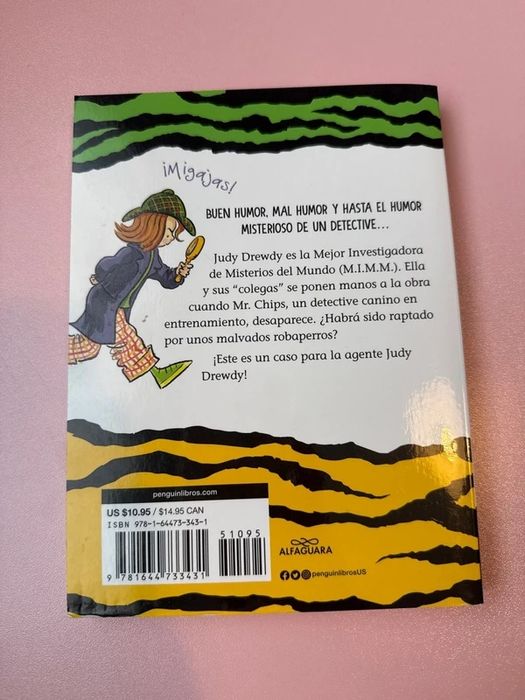 ¡Migajas!
BUEN HUMOR, MAL HUMOR Y HASTA EL HUMOR
MISTERIOSO DE UN DETECTIVE...
Judy Drewdy es la Mejor Investigadora
de Misterios del Mundo (M.I.M.M.). Ella
y sus “colegas” se ponen manos a la obra
cuando Mr. Chips, un detective canino en
entrenamiento, desaparece. ¿Habrá sido raptado
por unos malvados robaperros?
¡Este es un caso para la agente Judy
Drewdy!
penguinlibros.com
US $10.95 / $14.95 CAN
ISBN 978-1-64473-343-1
51095
9 781644 733431
ALFAGUARA
penguinlibrosUS